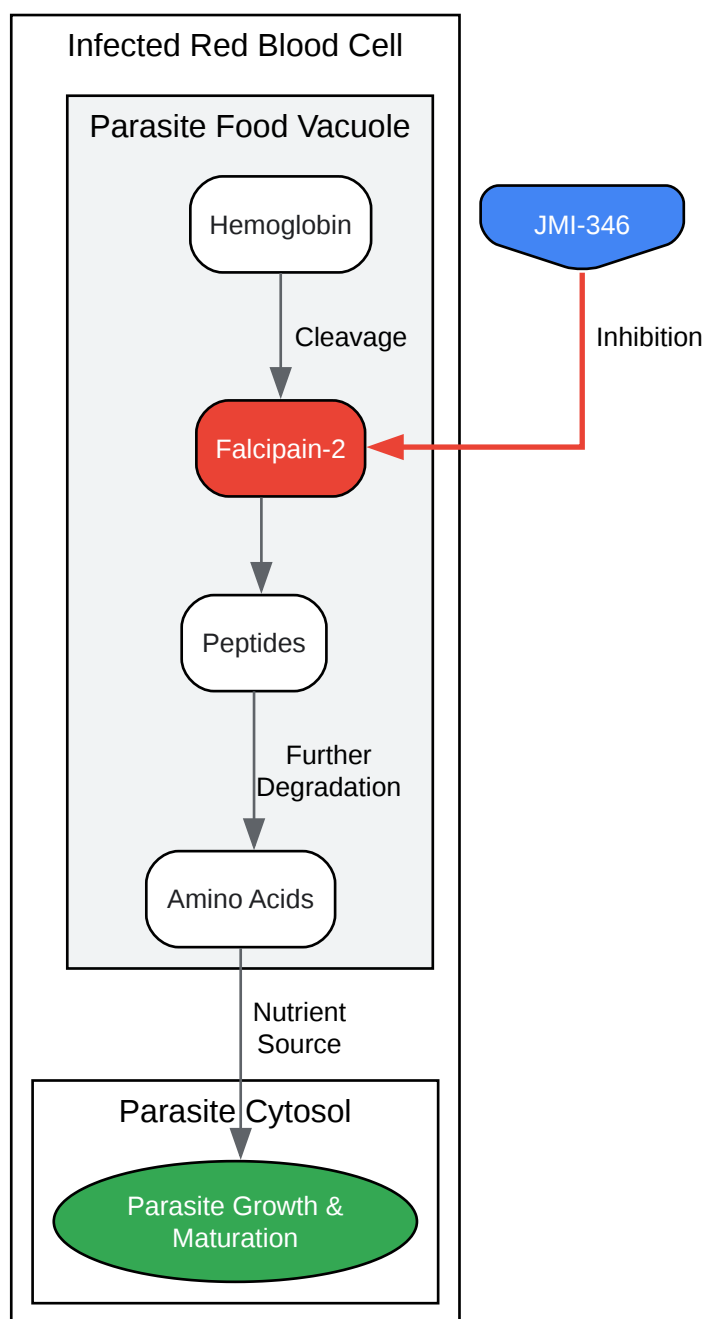 Infected Red Blood Cell
Parasite Food Vacuole
Hemoglobin
JMI-346
Cleavage
Inhibition
Falcipain-2
Peptides
Further
Degradation
Amino Acids
Nutrient
Source
Parasite Cytosol
Parasite Growth &
Maturation